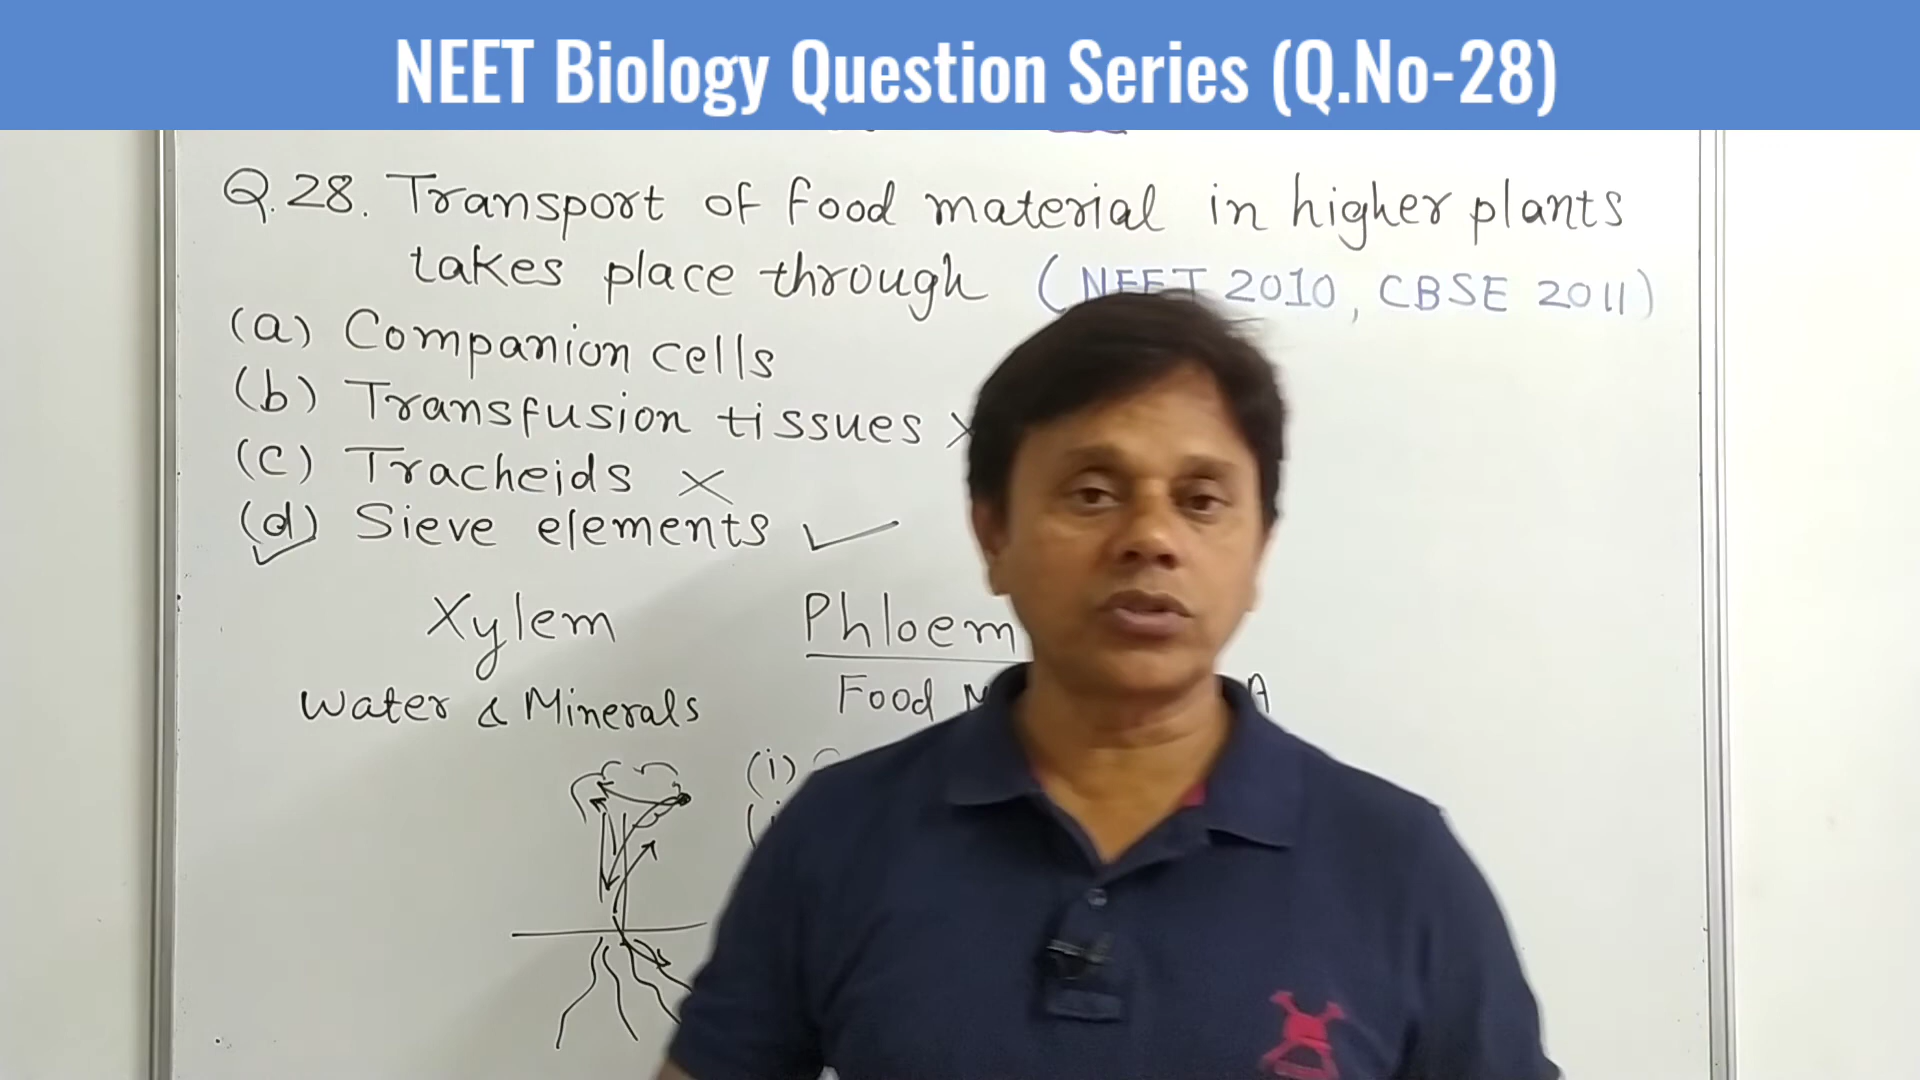 NEET Biology Question Series (Q.No-28)
Q.28. Transport of food material in higher plants
takes place through (NEET 2010, CBSE 2011)
(a) Companion cells
(b) Transfusion tissues ×
(c) Tracheids ×
(d) Sieve elements ✓
Xylem Phloem
Water & Minerals Food
(i)